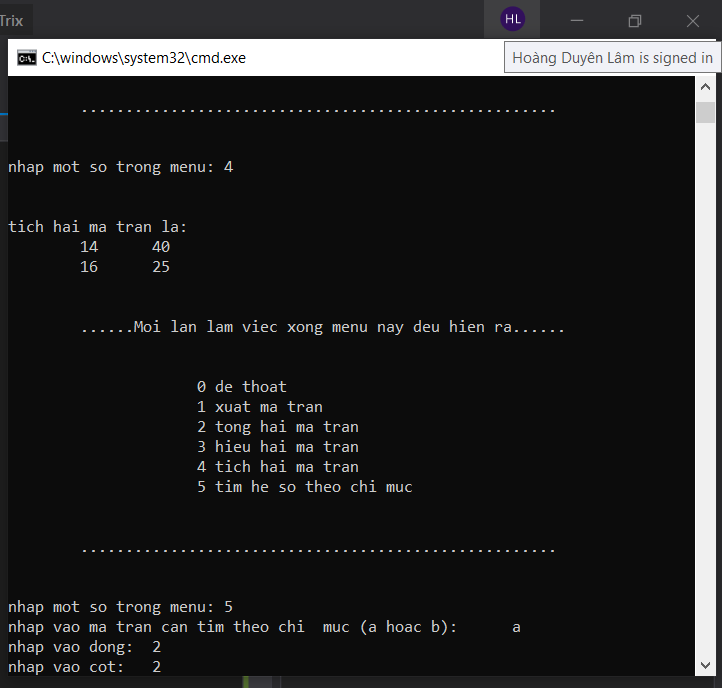 Trix
HL
C:\windows\system32\cmd.exe
Hoàng Duyên Lâm is signed in
.....................................................
nhap mot so trong menu: 4
tich hai ma tran la:
14 40
16 25
......Moi lan lam viec xong menu nay deu hien ra......
0 de thoat
1 xuat ma tran
2 tong hai ma tran
3 hieu hai ma tran
4 tich hai ma tran
5 tim he so theo chi muc
.....................................................
nhap mot so trong menu: 5
nhap vao ma tran can tim theo chi  muc (a hoac b): a
nhap vao dong: 2
nhap vao cot: 2